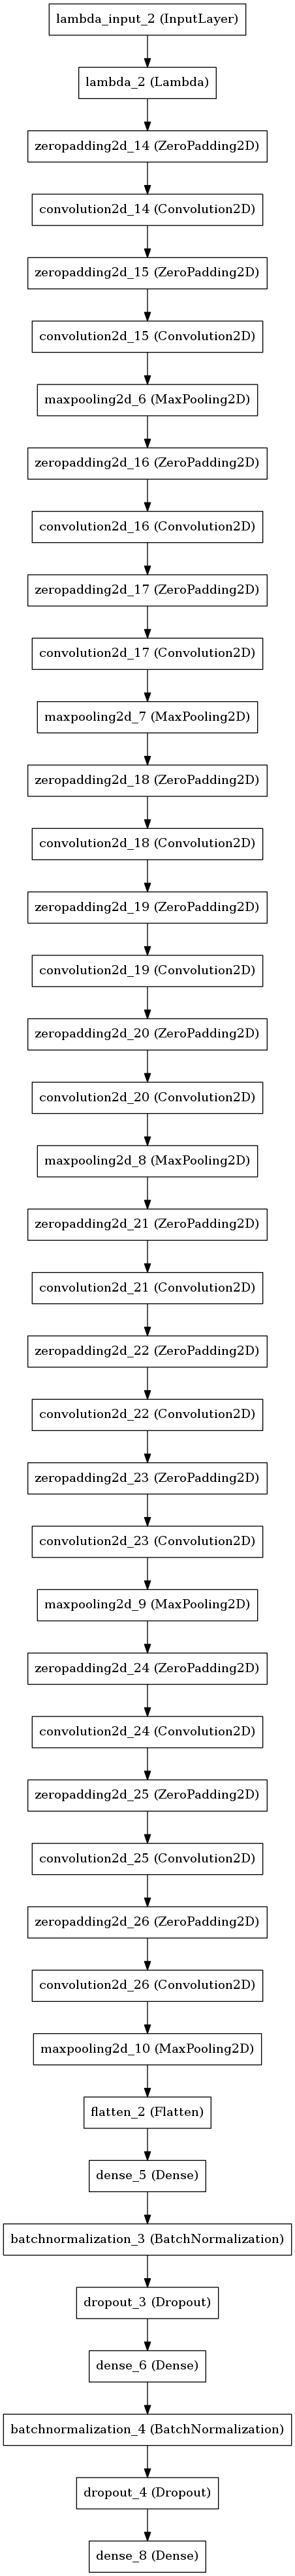 lambda_input_2 (InputLayer)
lambda_2 (Lambda)
zeropadding2d_14 (ZeroPadding2D)
convolution2d_14 (Convolution2D)
zeropadding2d_15 (ZeroPadding2D)
convolution2d_15 (Convolution2D)
maxpooling2d_6 (MaxPooling2D)
zeropadding2d_16 (ZeroPadding2D)
convolution2d_16 (Convolution2D)
zeropadding2d_17 (ZeroPadding2D)
convolution2d_17 (Convolution2D)
maxpooling2d_7 (MaxPooling2D)
zeropadding2d_18 (ZeroPadding2D)
convolution2d_18 (Convolution2D)
zeropadding2d_19 (ZeroPadding2D)
convolution2d_19 (Convolution2D)
zeropadding2d_20 (ZeroPadding2D)
convolution2d_20 (Convolution2D)
maxpooling2d_8 (MaxPooling2D)
zeropadding2d_21 (ZeroPadding2D)
convolution2d_21 (Convolution2D)
zeropadding2d_22 (ZeroPadding2D)
convolution2d_22 (Convolution2D)
zeropadding2d_23 (ZeroPadding2D)
convolution2d_23 (Convolution2D)
maxpooling2d_9 (MaxPooling2D)
zeropadding2d_24 (ZeroPadding2D)
convolution2d_24 (Convolution2D)
zeropadding2d_25 (ZeroPadding2D)
convolution2d_25 (Convolution2D)
zeropadding2d_26 (ZeroPadding2D)
convolution2d_26 (Convolution2D)
maxpooling2d_10 (MaxPooling2D)
flatten_2 (Flatten)
dense_5 (Dense)
batchnormalization_3 (BatchNormalization)
dropout_3 (Dropout)
dense_6 (Dense)
batchnormalization_4 (BatchNormalization)
dropout_4 (Dropout)
dense_8 (Dense)